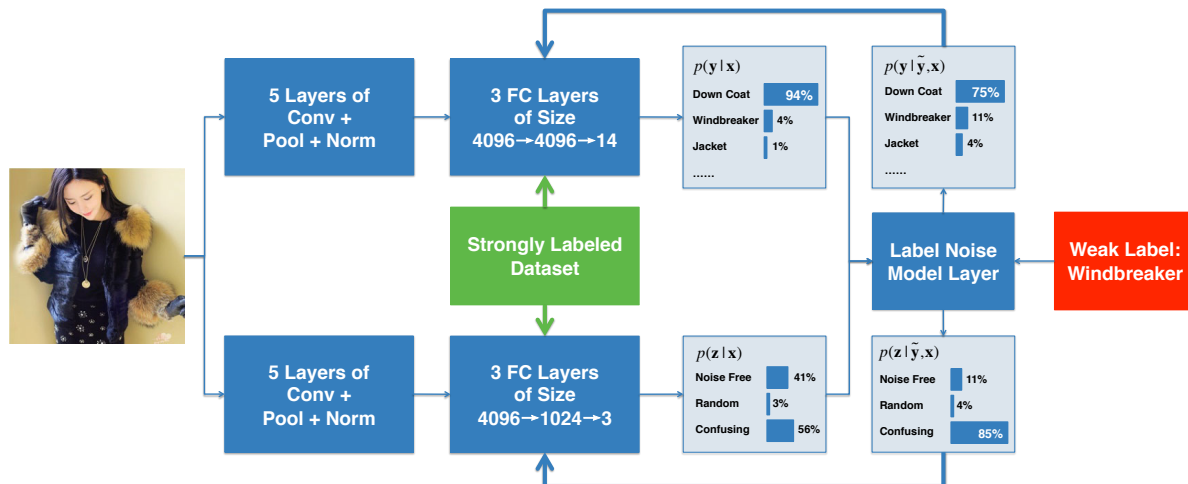 5 Layers of
Conv +
Pool + Norm
3 FC Layers
of Size
4096→4096→14
p(y|x)
Down Coat 94%
Windbreaker 4%
Jacket 1%
......
p(y|ỹ,x)
Down Coat 75%
Windbreaker 11%
Jacket 4%
......
Strongly Labeled
Dataset
Label Noise
Model Layer
Weak Label:
Windbreaker
5 Layers of
Conv +
Pool + Norm
3 FC Layers
of Size
4096→1024→3
p(z|x)
Noise Free 41%
Random 3%
Confusing 56%
p(z|ỹ,x)
Noise Free 11%
Random 4%
Confusing 85%